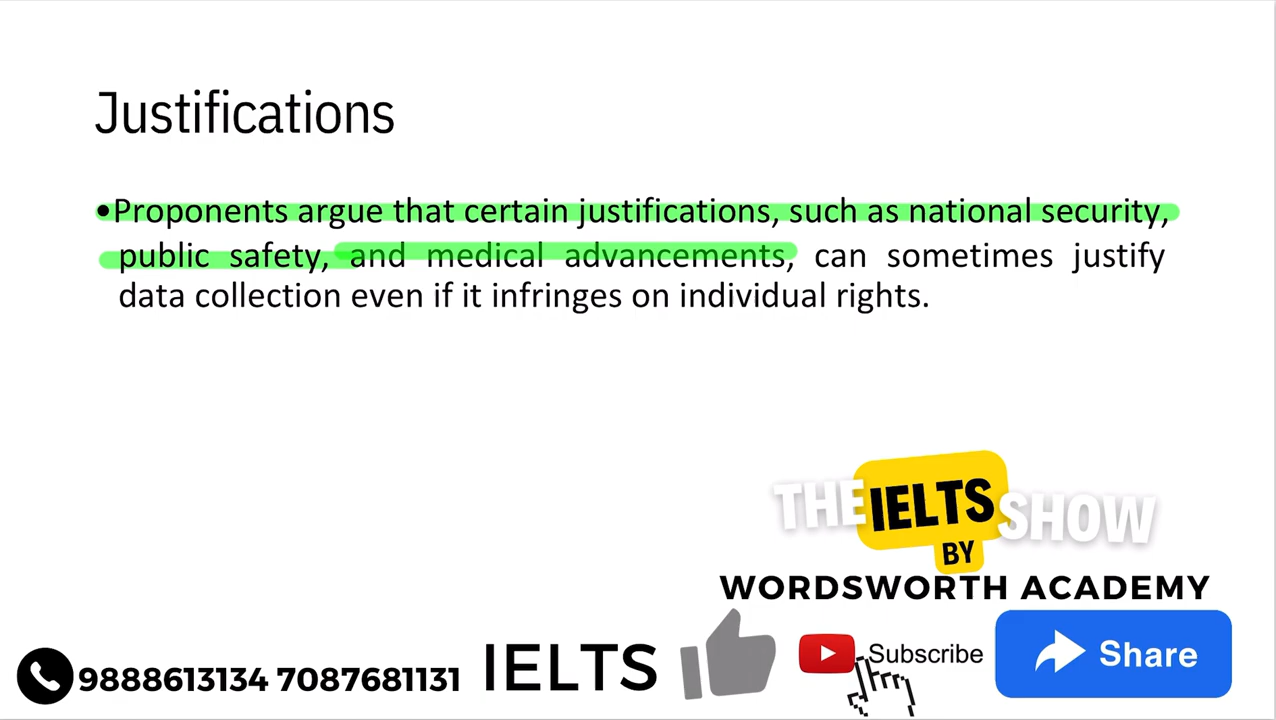 Justifications
•Proponents argue that certain justifications, such as national security,
public safety, and medical advancements, can sometimes justify
data collection even if it infringes on individual rights.
THE IELTS SHOW
BY
WORDSWORTH ACADEMY
9888613134 7087681131 IELTS Subscribe Share